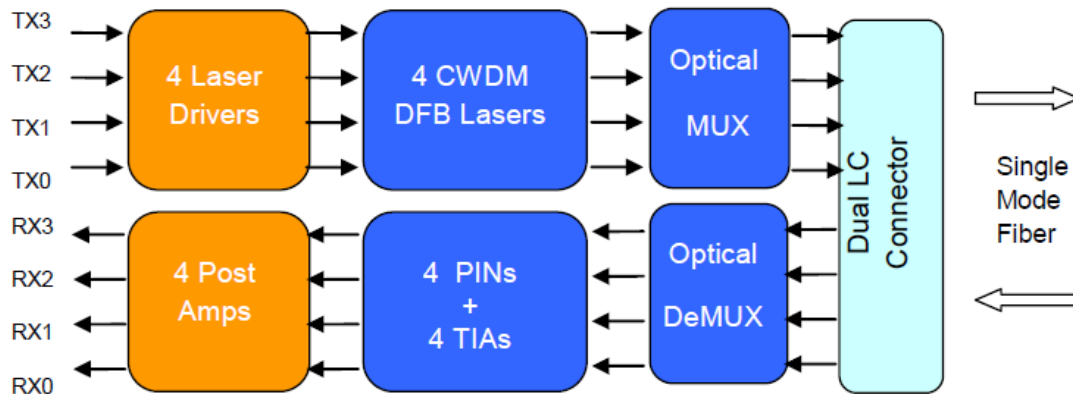 TX3
TX2
TX1
TX0
4 Laser
Drivers
4 CWDM
DFB Lasers
Optical
MUX
Dual LC
Connector
Single
Mode
Fiber
RX3
RX2
RX1
RX0
4 Post
Amps
4 PINs
+
4 TIAs
Optical
DeMUX